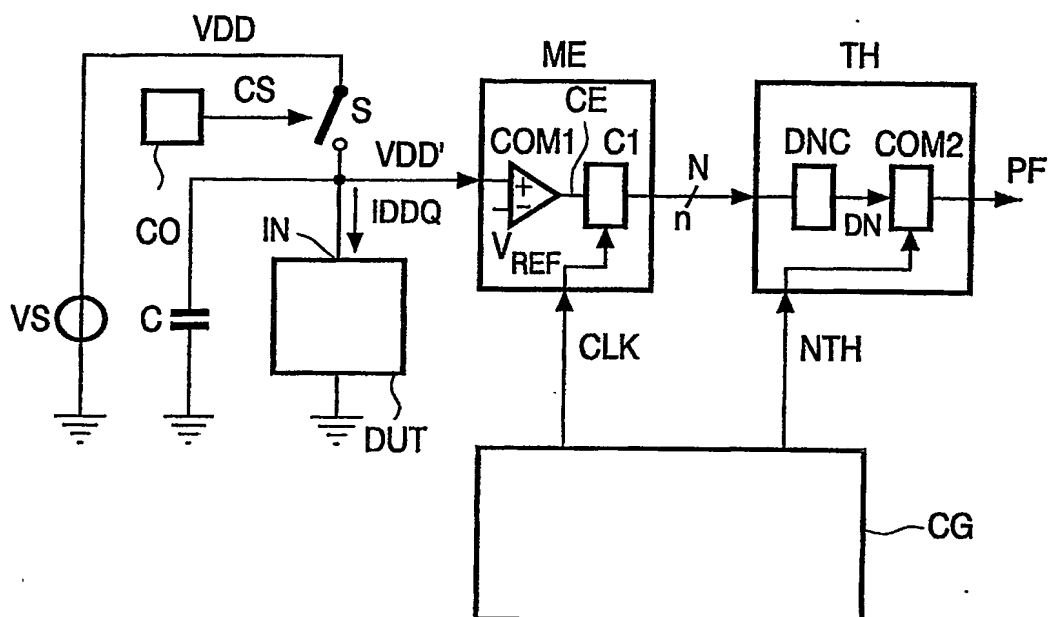 VDD
ME
TH
CS
S
CE
COM1
C1
DNC
COM2
VDD'
N
n
PF
DN
IDDQ
CO
IN
+
−
VREF
VS
C
CLK
NTH
DUT
CG